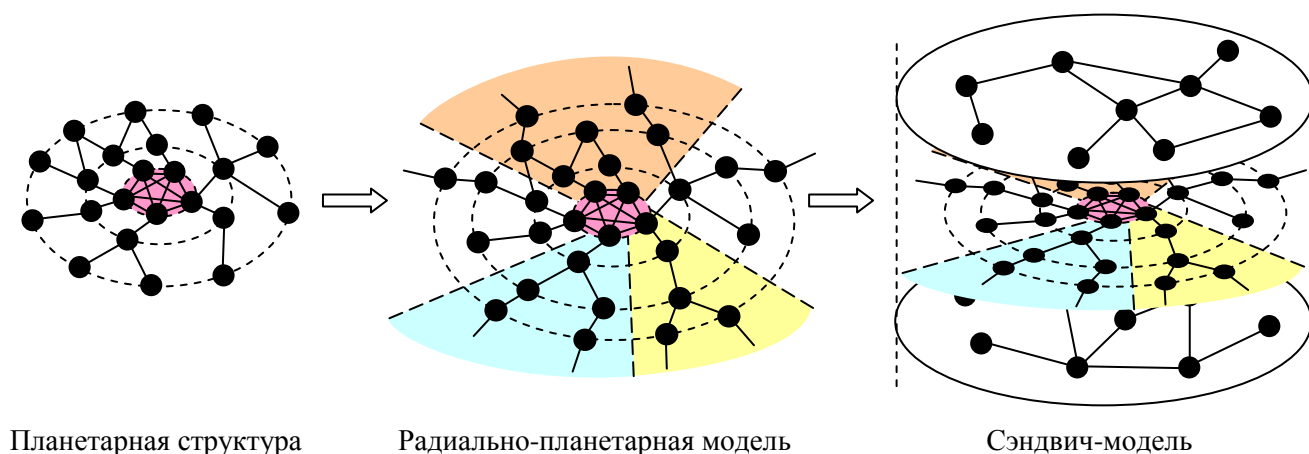 Планетарная структура
Радиально-планетарная модель
Сэндвич-модель